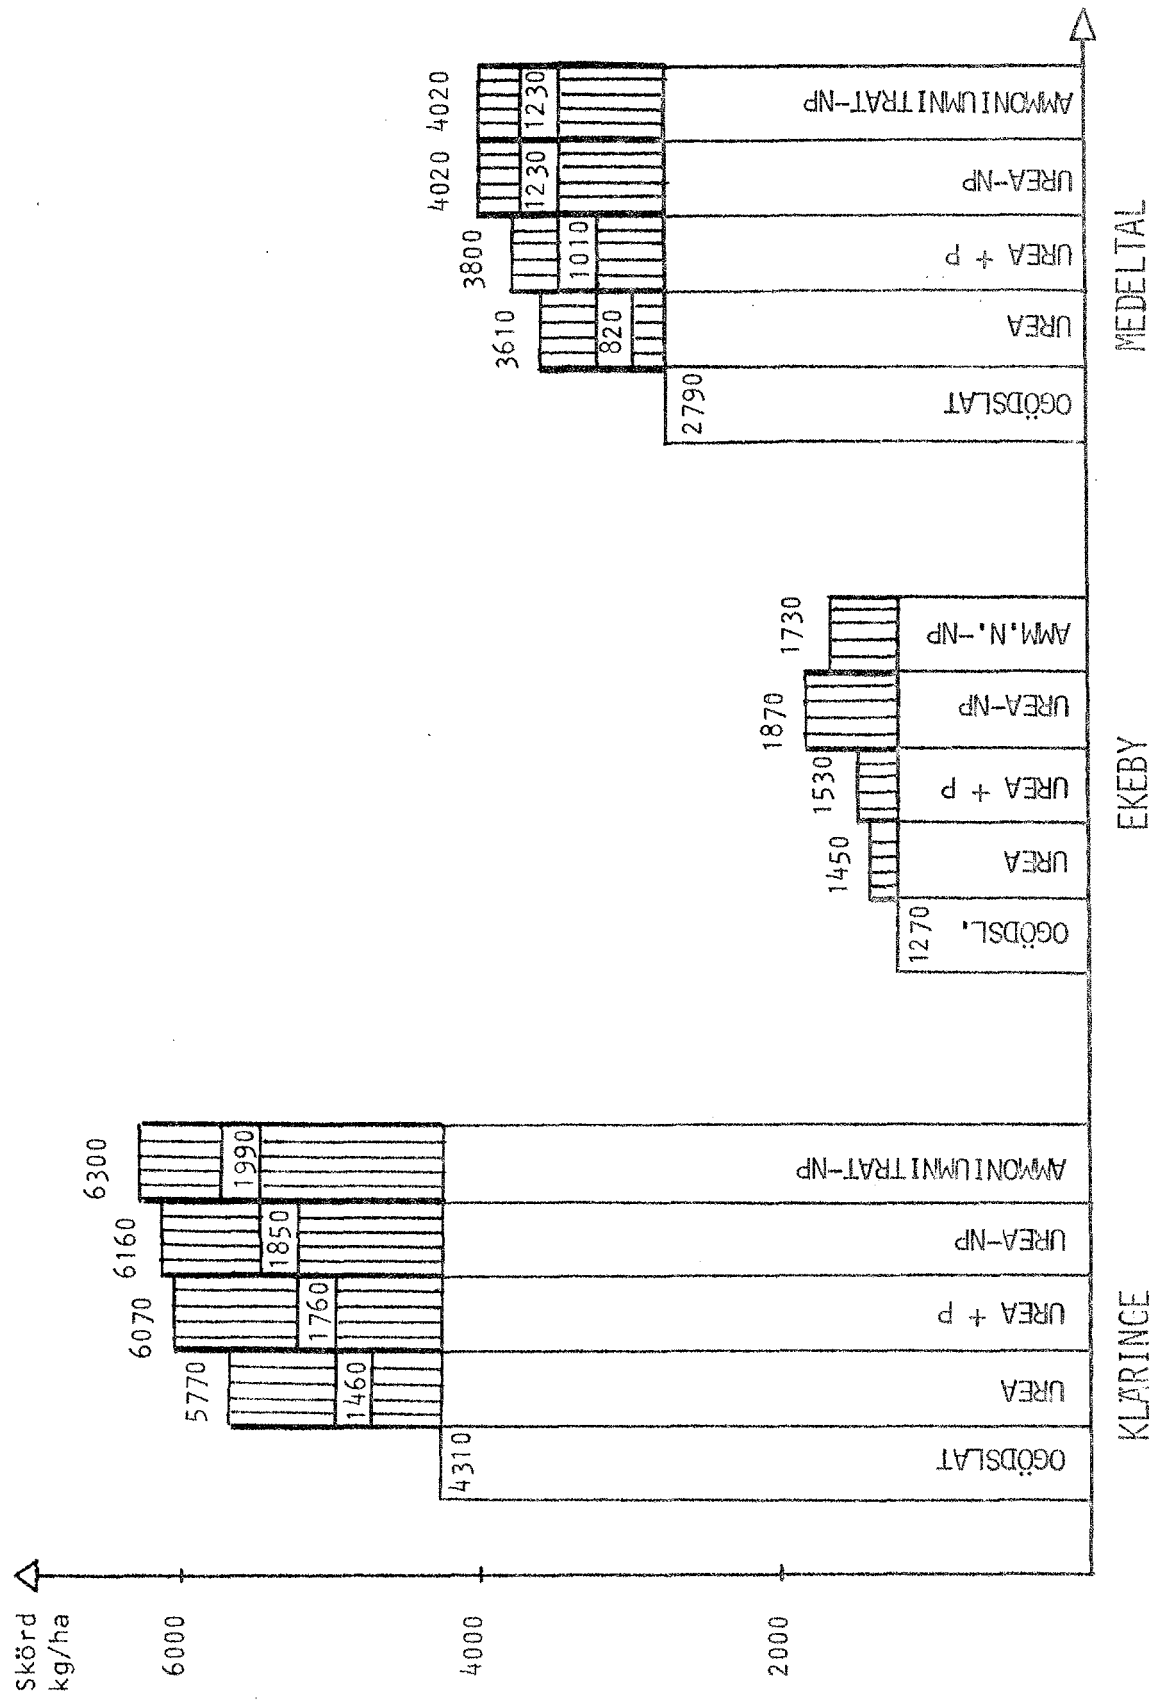 Skörd
kg/ha
6000
4000
2000
4310
5770
1460
6070
1760
6160
1850
6300
1990
OGÖDSLAT
UREA
UREA + P
UREA-NP
AMMONIUMNITRAT-NP
KLÄRINGE
1270
1450
1530
1870
1730
OGÖDSL.
UREA
UREA + P
UREA-NP
AMM.N.-NP
EKEBY
2790
3610
820
3800
1010
4020
1230
4020
1230
OGÖDSLAT
UREA
UREA + P
UREA-NP
AMMONIUMNITRAT-NP
MEDELTAL